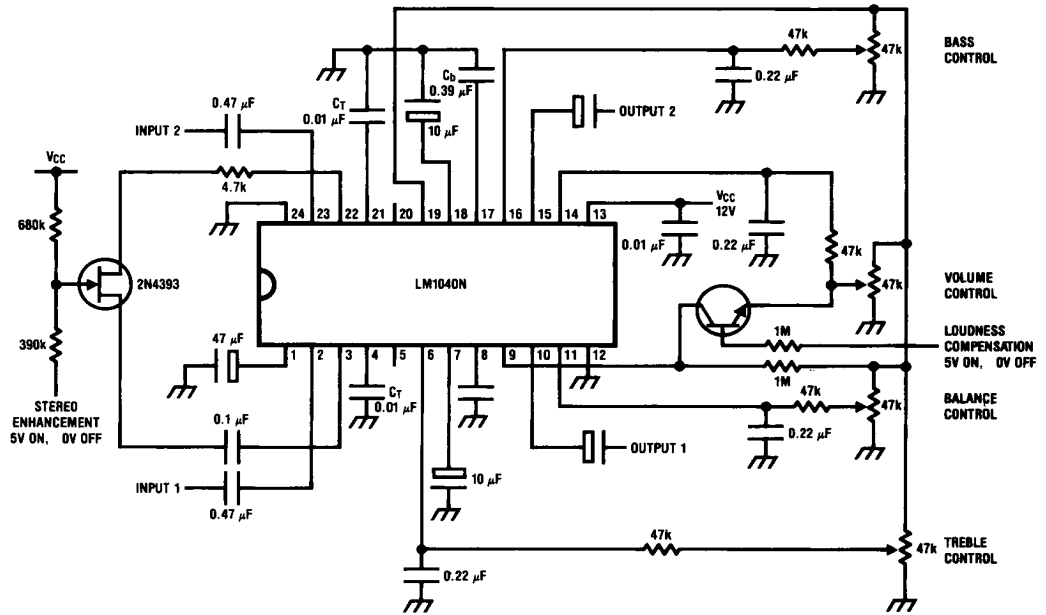 47k
47k
BASS
CONTROL
0.22 µF
C_b
0.39 µF
C_T
0.01 µF
10 µF
0.47 µF
INPUT 2
OUTPUT 2
V_CC
4.7k
680k
24 23 22 21 20 19 18 17 16 15 14 13
V_CC
12V
0.01 µF
0.22 µF
47k
47k
VOLUME
CONTROL
2N4393
LM1040N
390k
47 µF
1M
LOUDNESS
COMPENSATION
5V ON, 0V OFF
1 2 3 4 5 6 7 8 9 10 11 12
1M
C_T
0.01 µF
47k
47k
BALANCE
CONTROL
0.22 µF
STEREO
ENHANCEMENT
5V ON, 0V OFF
0.1 µF
OUTPUT 1
10 µF
INPUT 1
0.47 µF
47k
47k
TREBLE
CONTROL
0.22 µF